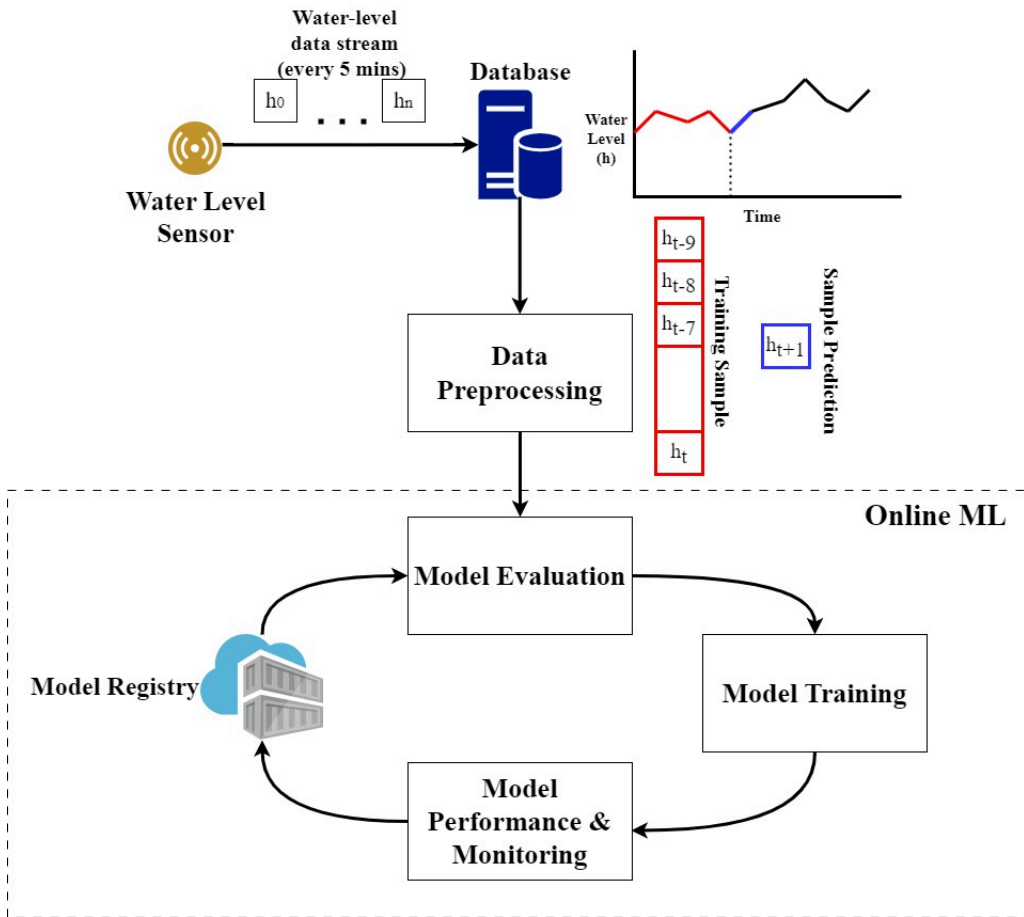 Water-level
data stream
(every 5 mins)
h0
. . .
hn
Database
Water Level
Sensor
Water
Level
(h)
Time
Data
Preprocessing
ht-9
ht-8
ht-7
ht
Training Sample
ht+1
Sample Prediction
Online ML
Model Evaluation
Model Registry
Model Training
Model
Performance &
Monitoring